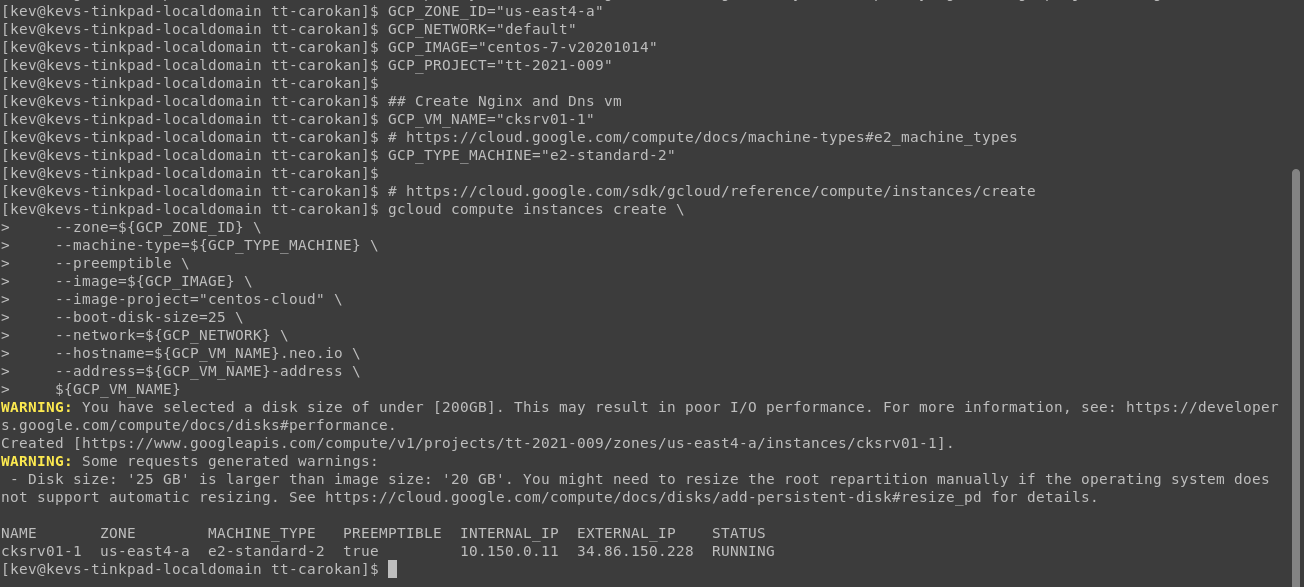 [kev@kevs-tinkpad-localdomain tt-carokan]$ GCP_ZONE_ID="us-east4-a"
[kev@kevs-tinkpad-localdomain tt-carokan]$ GCP_NETWORK="default"
[kev@kevs-tinkpad-localdomain tt-carokan]$ GCP_IMAGE="centos-7-v20201014"
[kev@kevs-tinkpad-localdomain tt-carokan]$ GCP_PROJECT="tt-2021-009"
[kev@kevs-tinkpad-localdomain tt-carokan]$
[kev@kevs-tinkpad-localdomain tt-carokan]$ ## Create Nginx and Dns vm
[kev@kevs-tinkpad-localdomain tt-carokan]$ GCP_VM_NAME="cksrv01-1"
[kev@kevs-tinkpad-localdomain tt-carokan]$ # https://cloud.google.com/compute/docs/machine-types#e2_machine_types
[kev@kevs-tinkpad-localdomain tt-carokan]$ GCP_TYPE_MACHINE="e2-standard-2"
[kev@kevs-tinkpad-localdomain tt-carokan]$
[kev@kevs-tinkpad-localdomain tt-carokan]$ # https://cloud.google.com/sdk/gcloud/reference/compute/instances/create
[kev@kevs-tinkpad-localdomain tt-carokan]$ gcloud compute instances create \
>     --zone=${GCP_ZONE_ID} \
>     --machine-type=${GCP_TYPE_MACHINE} \
>     --preemptible \
>     --image=${GCP_IMAGE} \
>     --image-project="centos-cloud" \
>     --boot-disk-size=25 \
>     --network=${GCP_NETWORK} \
>     --hostname=${GCP_VM_NAME}.neo.io \
>     --address=${GCP_VM_NAME}-address \
>     ${GCP_VM_NAME}
WARNING: You have selected a disk size of under [200GB]. This may result in poor I/O performance. For more information, see: https://developer
s.google.com/compute/docs/disks#performance.
Created [https://www.googleapis.com/compute/v1/projects/tt-2021-009/zones/us-east4-a/instances/cksrv01-1].
WARNING: Some requests generated warnings:
 - Disk size: '25 GB' is larger than image size: '20 GB'. You might need to resize the root repartition manually if the operating system does
not support automatic resizing. See https://cloud.google.com/compute/docs/disks/add-persistent-disk#resize_pd for details.
NAME       ZONE        MACHINE_TYPE   PREEMPTIBLE  INTERNAL_IP  EXTERNAL_IP    STATUS
cksrv01-1  us-east4-a  e2-standard-2  true         10.150.0.11  34.86.150.228  RUNNING
[kev@kevs-tinkpad-localdomain tt-carokan]$